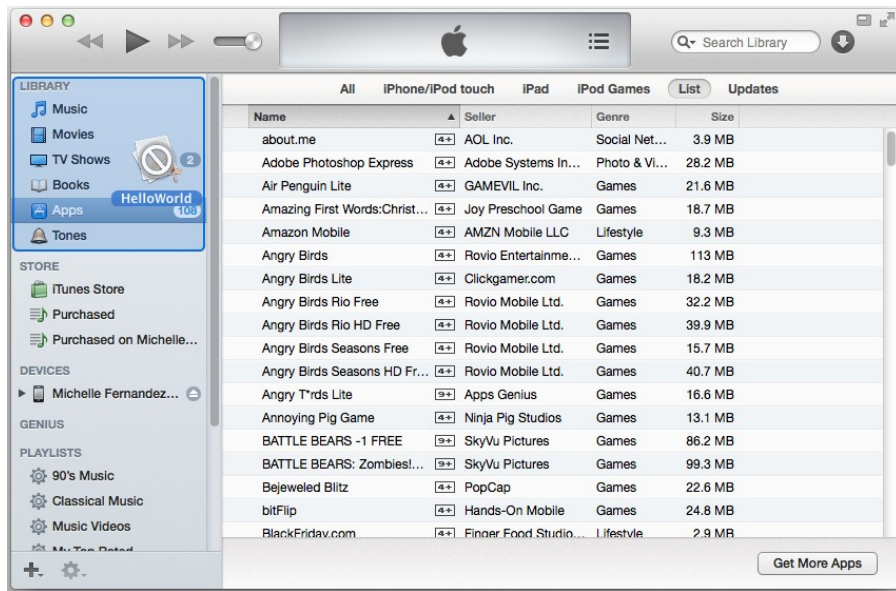 Search Library
LIBRARY
Music
Movies
TV Shows 2
Books
HelloWorld
Apps 108
Tones
STORE
iTunes Store
Purchased
Purchased on Michelle...
DEVICES
Michelle Fernandez...
GENIUS
PLAYLISTS
90's Music
Classical Music
Music Videos
My Top Rated
All iPhone/iPod touch iPad iPod Games List Updates
Name Seller Genre Size
about.me 4+ AOL Inc. Social Net... 3.9 MB
Adobe Photoshop Express 4+ Adobe Systems In... Photo & Vi... 28.2 MB
Air Penguin Lite 4+ GAMEVIL Inc. Games 21.6 MB
Amazing First Words:Christ... 4+ Joy Preschool Game Games 18.7 MB
Amazon Mobile 4+ AMZN Mobile LLC Lifestyle 9.3 MB
Angry Birds 4+ Rovio Entertainme... Games 113 MB
Angry Birds Lite 4+ Clickgamer.com Games 18.2 MB
Angry Birds Rio Free 4+ Rovio Mobile Ltd. Games 32.2 MB
Angry Birds Rio HD Free 4+ Rovio Mobile Ltd. Games 39.9 MB
Angry Birds Seasons Free 4+ Rovio Mobile Ltd. Games 15.7 MB
Angry Birds Seasons HD Fr... 4+ Rovio Mobile Ltd. Games 40.7 MB
Angry T*rds Lite 9+ Apps Genius Games 16.6 MB
Annoying Pig Game 4+ Ninja Pig Studios Games 13.1 MB
BATTLE BEARS -1 FREE 9+ SkyVu Pictures Games 86.2 MB
BATTLE BEARS: Zombies!... 9+ SkyVu Pictures Games 99.3 MB
Bejeweled Blitz 4+ PopCap Games 22.6 MB
bitFlip 4+ Hands-On Mobile Games 24.8 MB
BlackFriday.com 4+ Finger Food Studio... Lifestyle 2.9 MB
Get More Apps